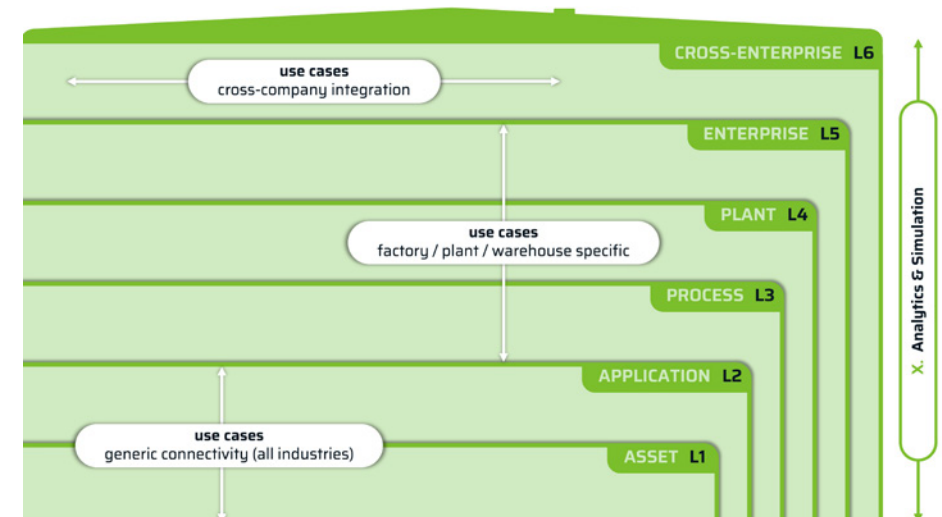 CROSS-ENTERPRISE L6
use cases
cross-company integration
ENTERPRISE L5
PLANT L4
use cases
factory / plant / warehouse specific
PROCESS L3
APPLICATION L2
use cases
generic connectivity (all industries)
ASSET L1
X. Analytics & Simulation